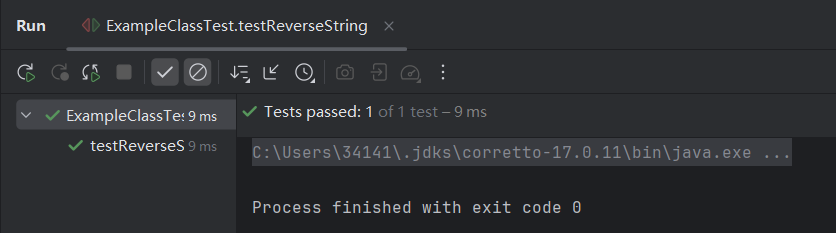 Run ExampleClassTest.testReverseString
ExampleClassTes 9 ms
testReverseS 9 ms
Tests passed: 1 of 1 test – 9 ms
C:\Users\34141\.jdks\corretto-17.0.11\bin\java.exe ...
Process finished with exit code 0